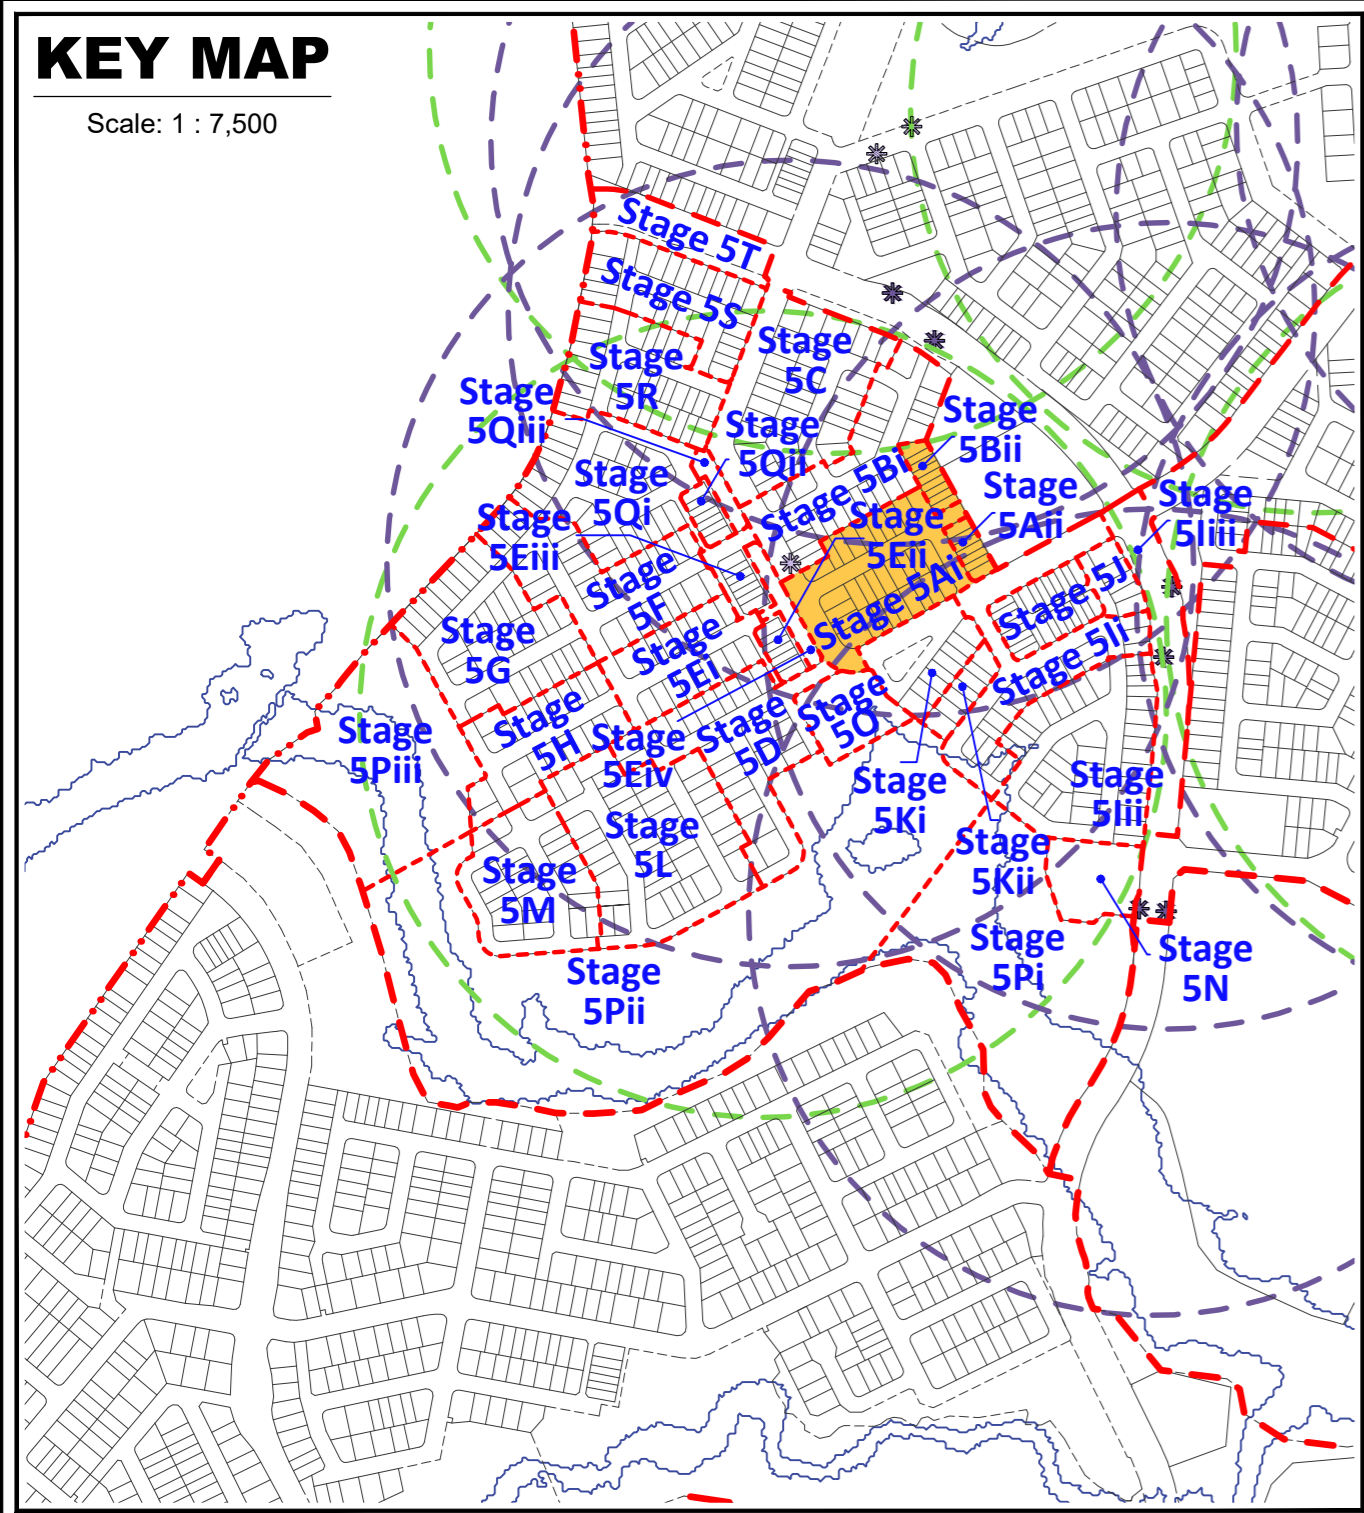 KEY MAP
Scale: 1 : 7,500
Stage 5T
Stage 5S
Stage
5C
Stage
5R
Stage
5Qiii
Stage
5Qii
Stage
5Bii
Stage 5Bi
Stage
5Qi
Stage
5Aii
Stage
5Iiii
Stage
5Eiii
Stage
5Eii
Stage 5Ai
Stage
5F
Stage 5J
Stage
5G
Stage
5Ei
Stage 5Ii
Stage
5H
Stage
5Piii
Stage
5Eiv
Stage
5D
Stage
5O
Stage
5Ki
Stage
5Iii
Stage
5L
Stage
5Kii
Stage
5M
Stage
5Pi
Stage
5N
Stage
5Pii